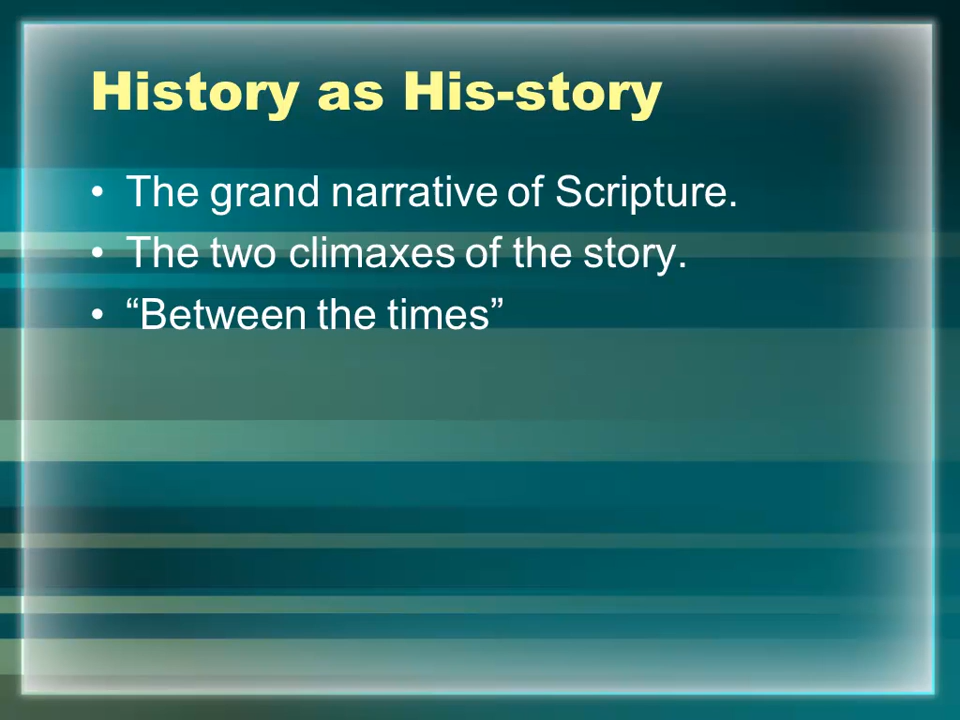 History as His-story
• The grand narrative of Scripture.
• The two climaxes of the story.
• “Between the times”